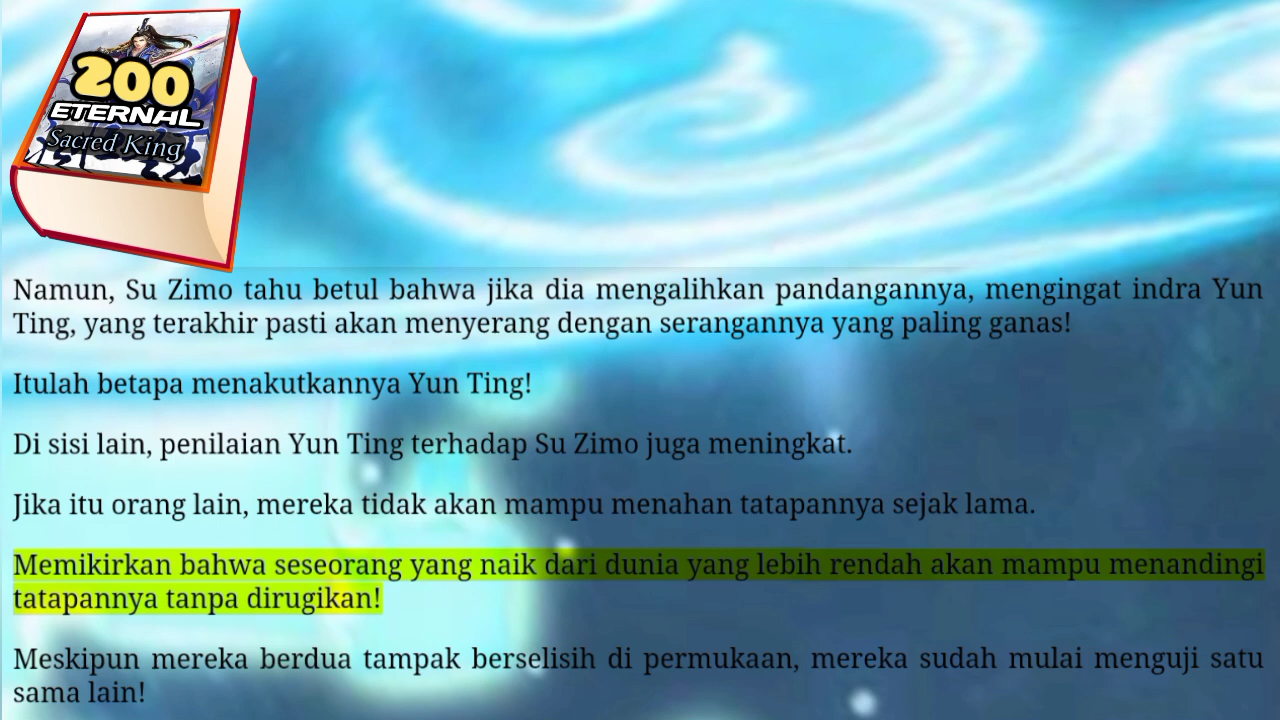 200
ETERNAL
Sacred King
Namun, Su Zimo tahu betul bahwa jika dia mengalihkan pandangannya, mengingat indra Yun
Ting, yang terakhir pasti akan menyerang dengan serangannya yang paling ganas!
Itulah betapa menakutkannya Yun Ting!
Di sisi lain, penilaian Yun Ting terhadap Su Zimo juga meningkat.
Jika itu orang lain, mereka tidak akan mampu menahan tatapannya sejak lama.
Memikirkan bahwa seseorang yang naik dari dunia yang lebih rendah akan mampu menandingi
tatapannya tanpa dirugikan!
Meskipun mereka berdua tampak berselisih di permukaan, mereka sudah mulai menguji satu
sama lain!